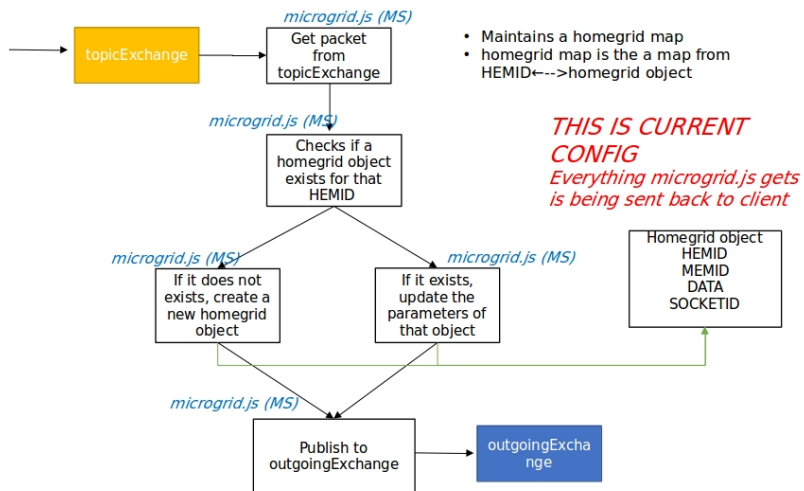 microgrid.js (MS)
topicExchange
Get packet
from
topicExchange
• Maintains a homegrid map
• homegrid map is the a map from
HEMID←-->homegrid object
microgrid.js (MS)
Checks if a
homegrid object
exists for that
HEMID
THIS IS CURRENT
CONFIG
Everything microgrid.js gets
is being sent back to client
microgrid.js (MS)
If it does not
exists, create a
new homegrid
object
microgrid.js (MS)
If it exists,
update the
parameters of
that object
Homegrid object
HEMID
MEMID
DATA
SOCKETID
microgrid.js (MS)
Publish to
outgoingExchange
outgoingExcha
nge